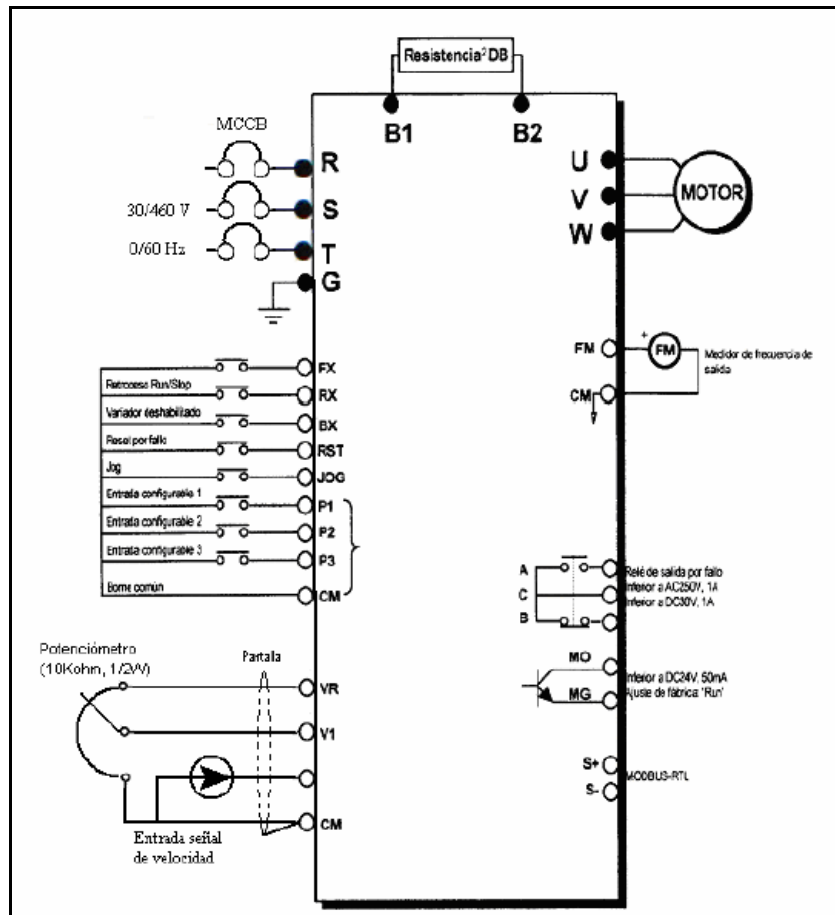 Resistencia² DB
B1 B2
MCCB
R
S
T
G
30/460 V
0/60 Hz
U
V
W
MOTOR
FM
+
FM
Medidor de frecuencia de
salida
CM
FX
Retroceso Run/Stop
RX
Variador deshabilitado
BX
Reset por fallo
RST
Jog
JOG
Entrada configurable 1
P1
Entrada configurable 2
P2
Entrada configurable 3
P3
Borne común
CM
A
C
B
Relé de salida por fallo
Inferior a AC250V, 1A
Inferior a DC30V, 1A
Potenciómetro
(10Kohm, 1/2W)
Partalla
VR
V1
CM
Entrada señal
de velocidad
MO
MG
Inferior a DC24V, 50mA
Ajuste de fábrica 'Run'
S+
S-
MODBUS-RTL